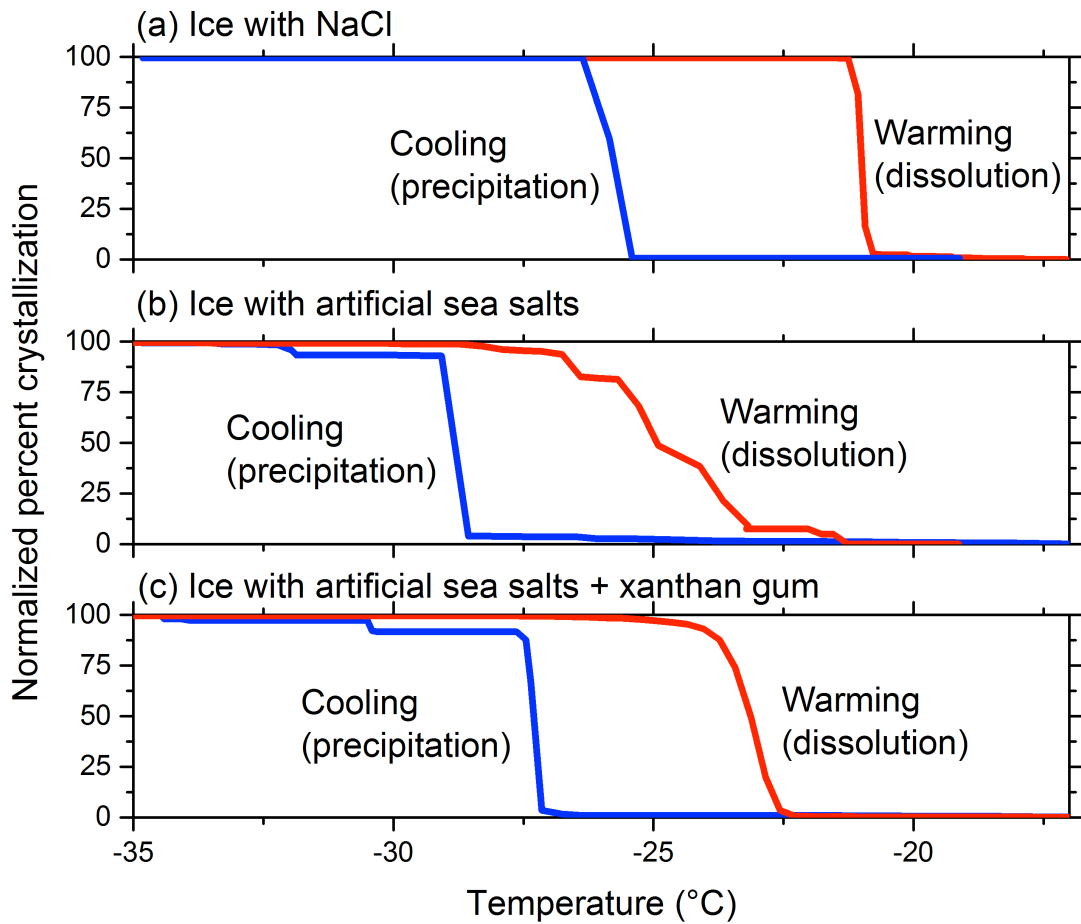 (a) Ice with NaCl
100
75
50
25
0
Cooling
(precipitation)
Warming
(dissolution)
(b) Ice with artificial sea salts
100
75
50
25
0
Cooling
(precipitation)
Warming
(dissolution)
(c) Ice with artificial sea salts + xanthan gum
100
75
50
25
0
Cooling
(precipitation)
Warming
(dissolution)
Normalized percent crystallization
-35 -30 -25 -20
Temperature (°C)